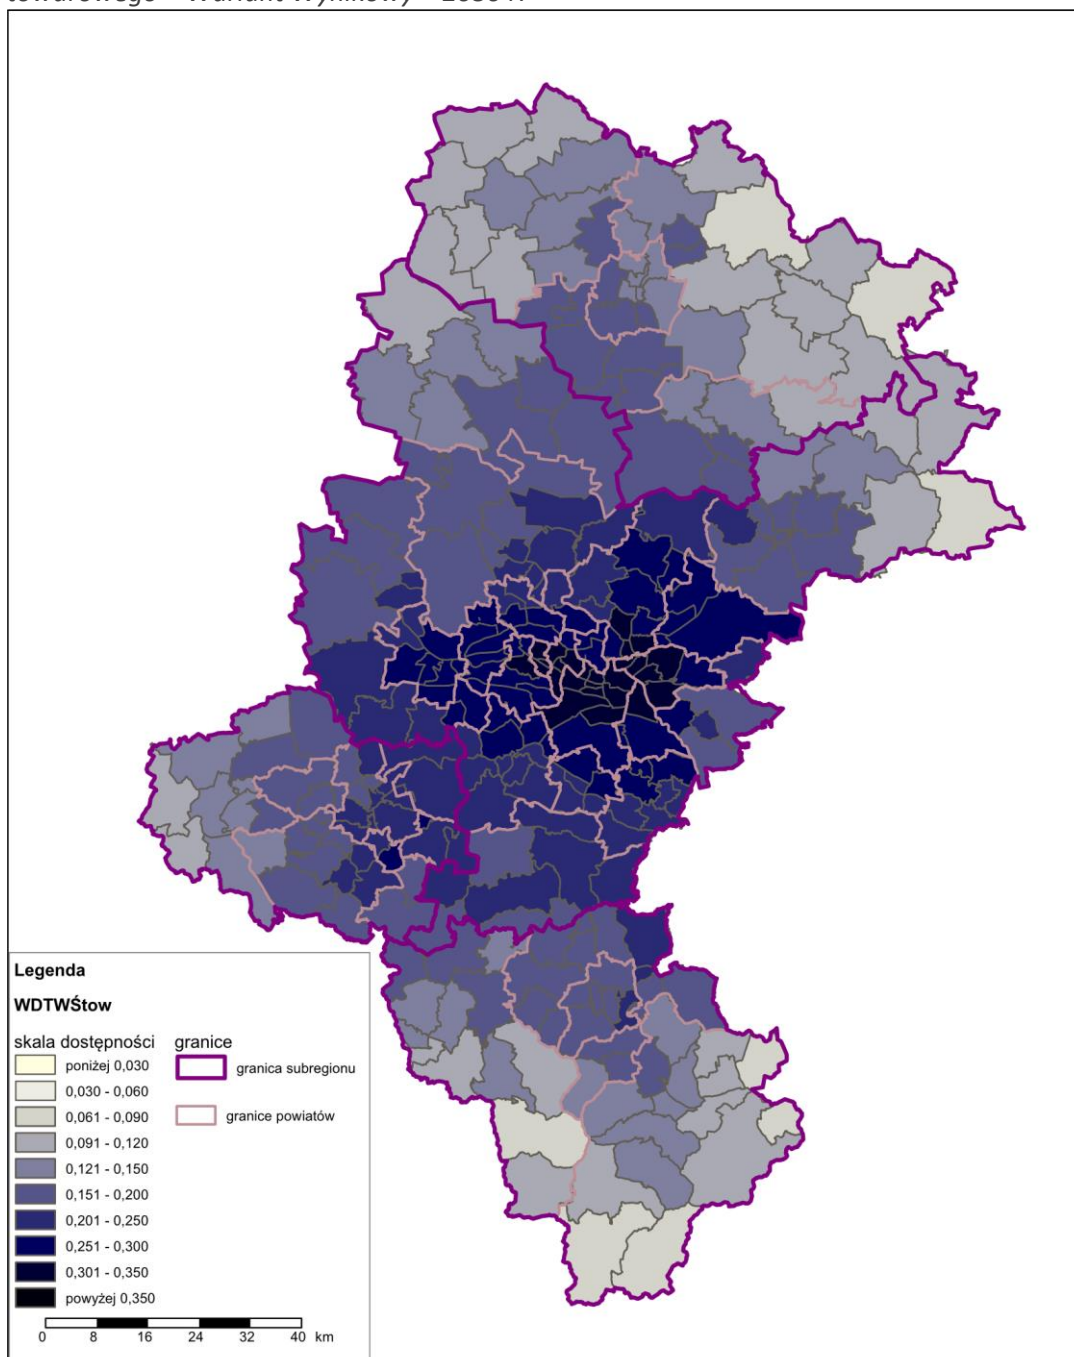 Legenda
WDTWŚtow
skala dostępności
poniżej 0,030
0,030 - 0,060
0,061 - 0,090
0,091 - 0,120
0,121 - 0,150
0,151 - 0,200
0,201 - 0,250
0,251 - 0,300
0,301 - 0,350
powyżej 0,350
granice
granica subregionu
granice powiatów
0 8 16 24 32 40 km